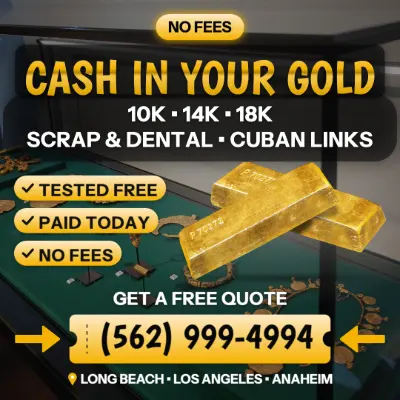 NO FEES
CASH IN YOUR GOLD
10K ▪ 14K ▪ 18K
SCRAP & DENTAL ▪ CUBAN LINKS
✓ TESTED FREE
✓ PAID TODAY
✓ NO FEES
GET A FREE QUOTE
(562) 999-4994
LONG BEACH ▪ LOS ANGELES ▪ ANAHEIM